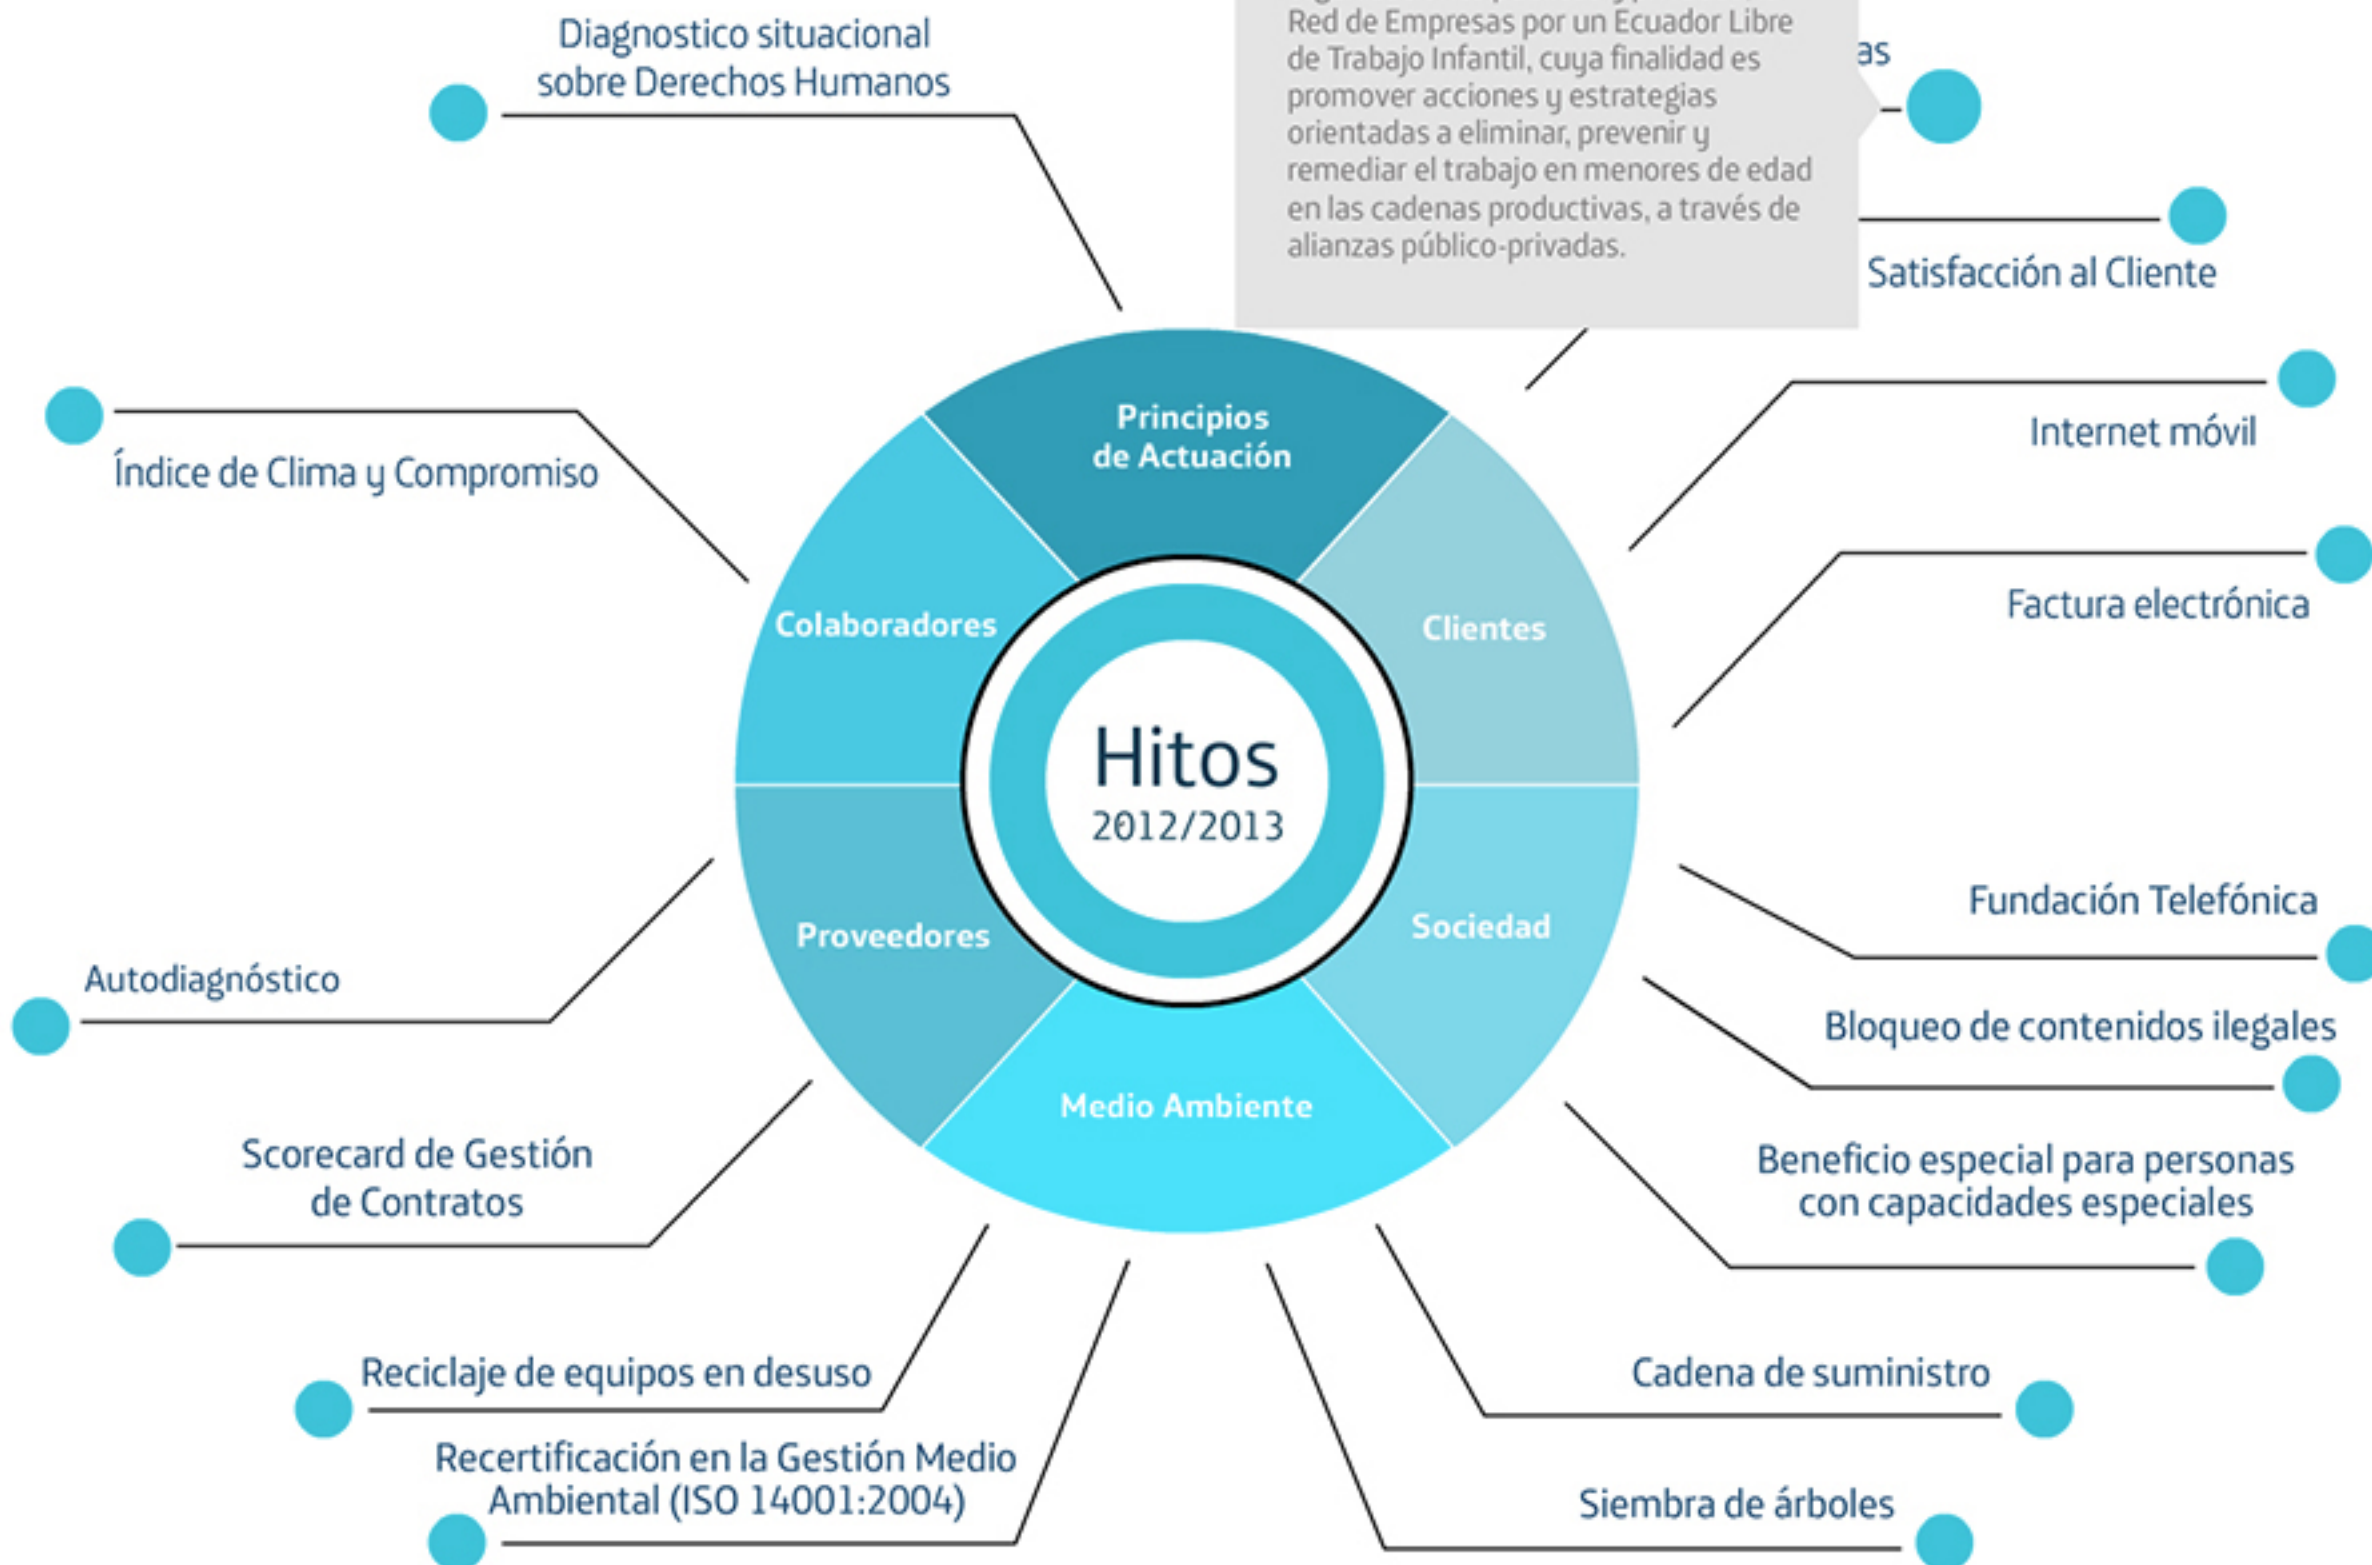 Diagnostico situacional
sobre Derechos Humanos
Red de Empresas por un Ecuador Libre
de Trabajo Infantil, cuya finalidad es
promover acciones y estrategias
orientadas a eliminar, prevenir y
remediar el trabajo en menores de edad
en las cadenas productivas, a través de
alianzas público-privadas.
Satisfacción al Cliente
Internet móvil
Factura electrónica
Índice de Clima y Compromiso
Principios
de Actuación
Colaboradores
Clientes
Hitos
2012/2013
Proveedores
Sociedad
Medio Ambiente
Fundación Telefónica
Bloqueo de contenidos ilegales
Beneficio especial para personas
con capacidades especiales
Autodiagnóstico
Scorecard de Gestión
de Contratos
Reciclaje de equipos en desuso
Recertificación en la Gestión Medio
Ambiental (ISO 14001:2004)
Cadena de suministro
Siembra de árboles